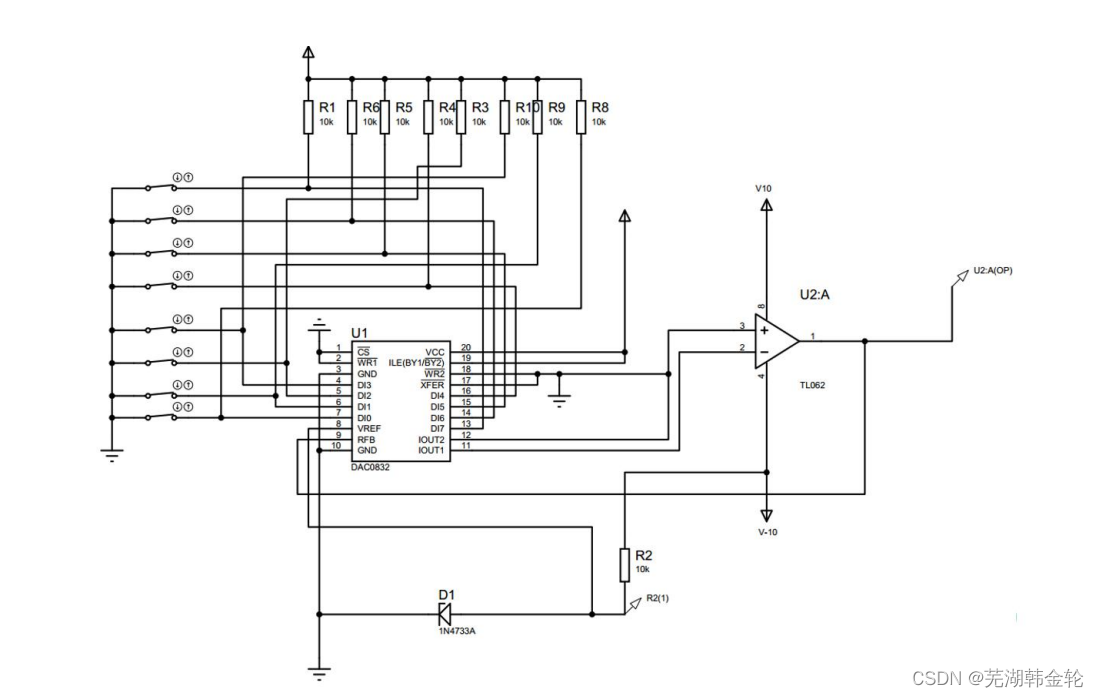 R1 R6 R5 R4 R3 R10 R9 R8
10k 10k 10k 10k 10k 10k 10k 10k
V10
U2:A(OP)
U2:A
8
3
+
1
2
−
4
TL062
V-10
U1
1 CS VCC 20
2 WR1 ILE(BY1/BY2) 19
3 GND WR2 18
4 DI3 XFER 17
5 DI2 DI4 16
6 DI1 DI5 15
7 DI0 DI6 14
8 VREF DI7 13
9 RFB IOUT2 12
10 GND IOUT1 11
DAC0832
R2
10k
D1
R2(1)
1N4733A
CSDN @芜湖韩金轮